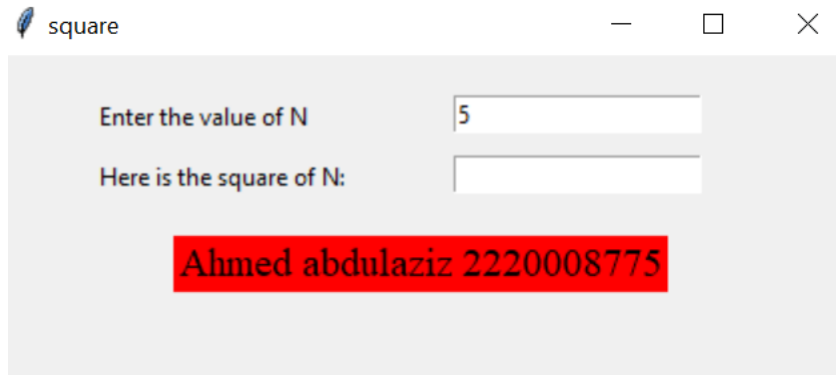 square
Enter the value of N 5
Here is the square of N:
Ahmed abdulaziz 2220008775